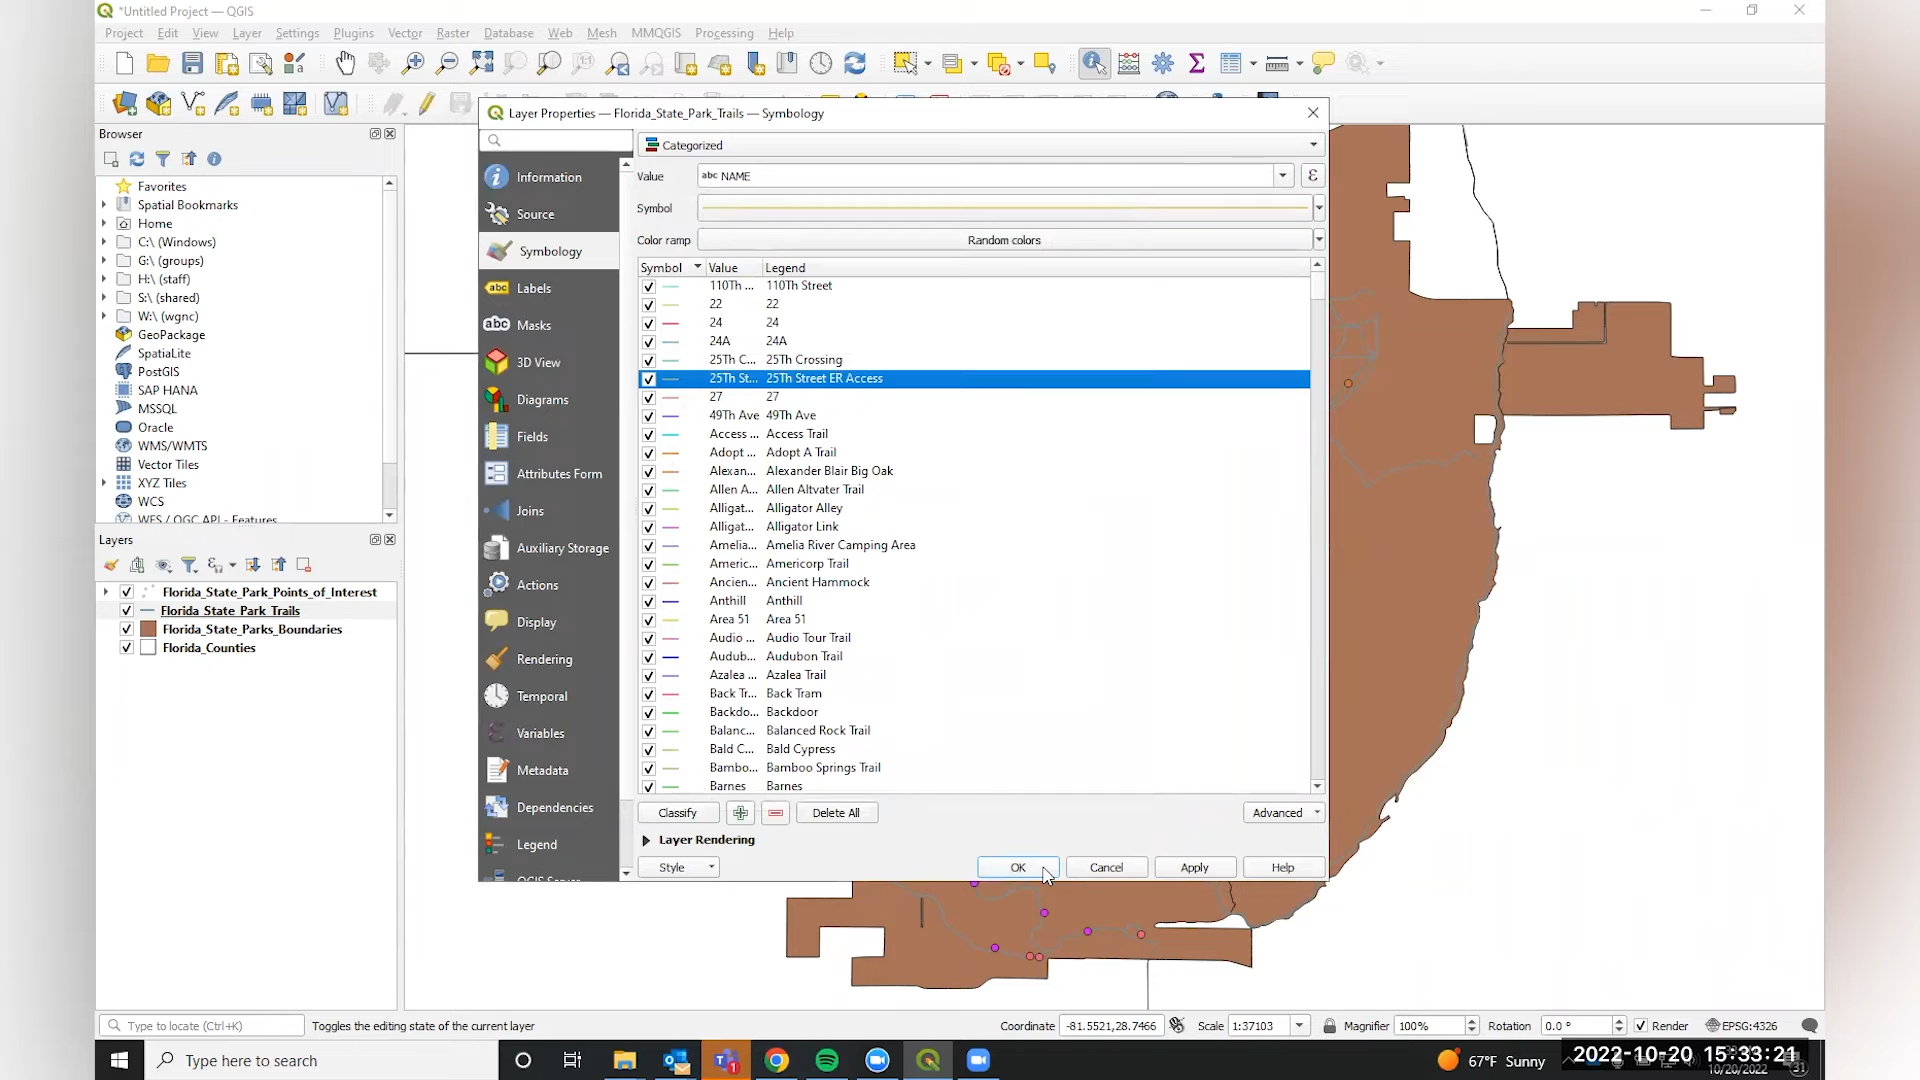 *Untitled Project — QGIS
Project Edit View Layer Settings Plugins Vector Raster Database Web Mesh MMQGIS Processing Help
Browser
Favorites
Spatial Bookmarks
Home
C:\ (Windows)
G:\ (groups)
H:\ (staff)
S:\ (shared)
W:\ (wgnc)
GeoPackage
SpatiaLite
PostGIS
SAP HANA
MSSQL
Oracle
WMS/WMTS
Vector Tiles
XYZ Tiles
WCS
WFS / OGC API - Features
Layers
Florida_State_Park_Points_of_Interest
Florida_State_Park_Trails
Florida_State_Parks_Boundaries
Florida_Counties
Layer Properties — Florida_State_Park_Trails — Symbology
Information
Source
Symbology
Labels
abc Masks
3D View
Diagrams
Fields
Attributes Form
Joins
Auxiliary Storage
Actions
Display
Rendering
Temporal
Variables
Metadata
Dependencies
Legend
QGIS Server
Categorized
Value abc NAME ε
Symbol
Color ramp Random colors
Symbol Value Legend
110Th ... 110Th Street
22 22
24 24
24A 24A
25Th C... 25Th Crossing
25Th St... 25Th Street ER Access
27 27
49Th Ave 49Th Ave
Access ... Access Trail
Adopt ... Adopt A Trail
Alexan... Alexander Blair Big Oak
Allen A... Allen Altvater Trail
Alligat... Alligator Alley
Alligat... Alligator Link
Amelia... Amelia River Camping Area
Americ... Americorp Trail
Ancien... Ancient Hammock
Anthill Anthill
Area 51 Area 51
Audio ... Audio Tour Trail
Audub... Audubon Trail
Azalea ... Azalea Trail
Back Tr... Back Tram
Backdo... Backdoor
Balanc... Balanced Rock Trail
Bald C... Bald Cypress
Bambo... Bamboo Springs Trail
Barnes Barnes
Classify Delete All Advanced
Layer Rendering
Style OK Cancel Apply Help
Type to locate (Ctrl+K) Toggles the editing state of the current layer Coordinate -81.5521,28.7466 Scale 1:37103 Magnifier 100% Rotation 0.0 ° Render EPSG:4326
Type here to search 67°F Sunny 2022-10-20 15:33:21
10/20/2022 31